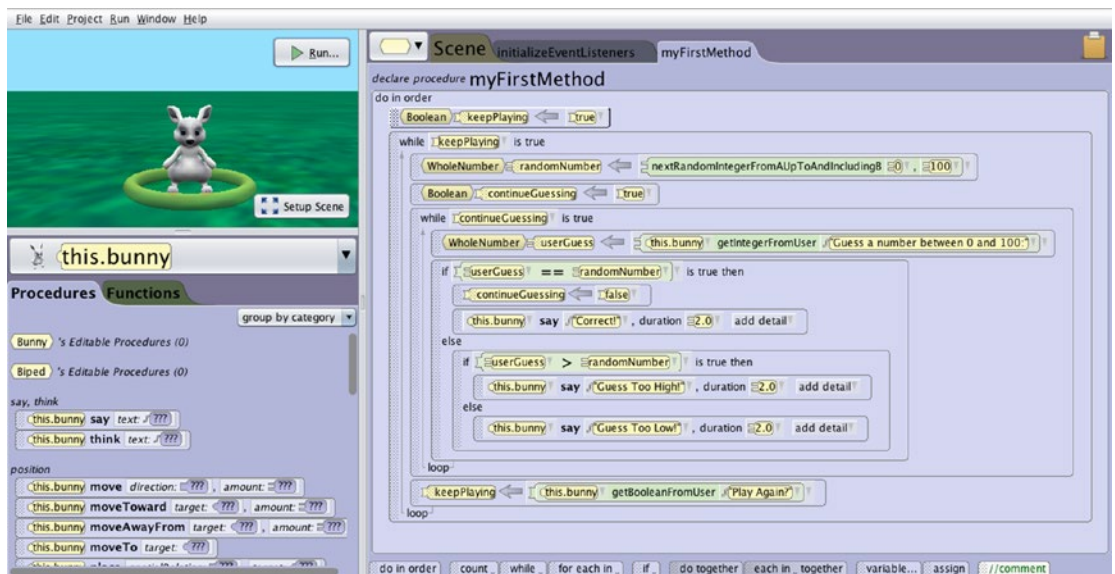 File Edit Project Run Window Help
Run...
Setup Scene
this.bunny
Procedures Functions
group by category
Bunny 's Editable Procedures (0)
Biped 's Editable Procedures (0)
say, think
this.bunny say text: ???
this.bunny think text: ???
position
this.bunny move direction: ??? , amount: ???
this.bunny moveToward target: ??? , amount: ???
this.bunny moveAwayFrom target: ??? , amount: ???
this.bunny moveTo target: ???
Scene initializeEventListeners myFirstMethod
declare procedure myFirstMethod
do in order
Boolean keepPlaying true
while keepPlaying is true
WholeNumber randomNumber nextRandomIntegerFromAUpToAndIncludingB 0 , 100
Boolean continueGuessing true
while continueGuessing is true
WholeNumber userGuess this.bunny getIntegerFromUser "Guess a number between 0 and 100:"
if userGuess == randomNumber is true then
continueGuessing false
this.bunny say "Correct!" , duration 2.0 add detail
else
if userGuess > randomNumber is true then
this.bunny say "Guess Too High!" , duration 2.0 add detail
else
this.bunny say "Guess Too Low!" , duration 2.0 add detail
loop
keepPlaying this.bunny getBooleanFromUser "Play Again?"
loop
do in order count_ while_ for each in_ if_ do together each in_ together variable... assign //comment